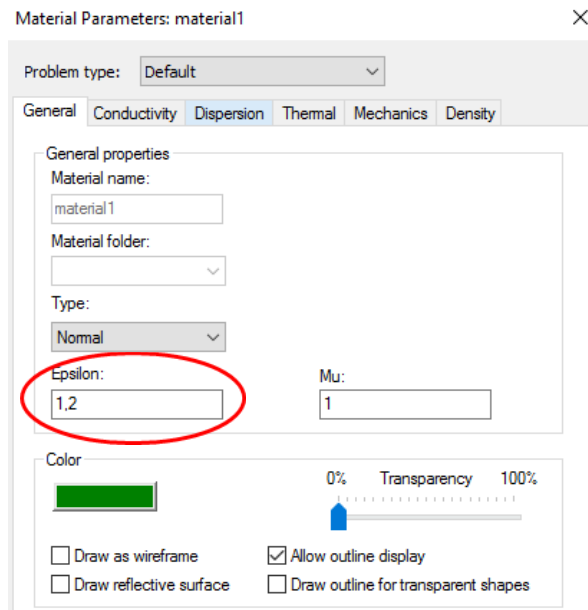 Material Parameters: material1
Problem type: Default
General Conductivity Dispersion Thermal Mechanics Density
General properties
Material name:
material1
Material folder:
Type:
Normal
Epsilon: Mu:
1,2 1
Color
0% Transparency 100%
Draw as wireframe Allow outline display
Draw reflective surface Draw outline for transparent shapes